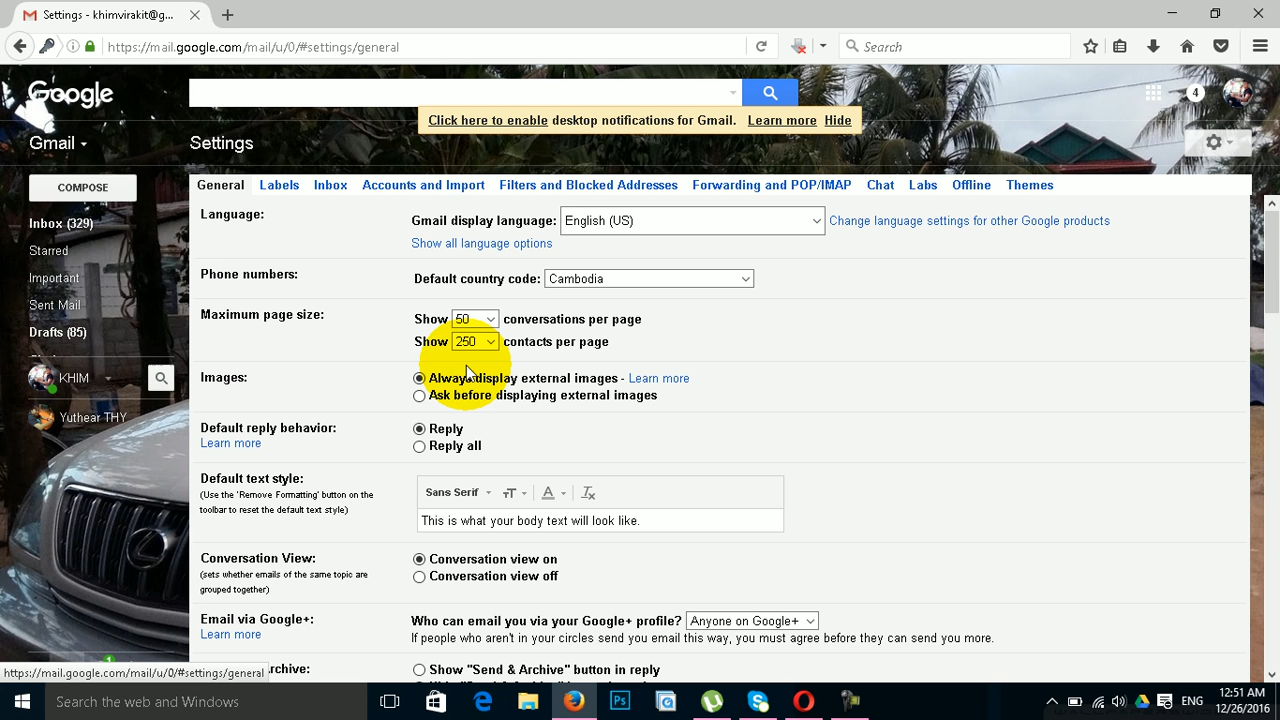 Settings - khimvirakit@g...
https://mail.google.com/mail/u/0/#settings/general
Search
Google
4
Click here to enable desktop notifications for Gmail. Learn more Hide
Gmail
Settings
COMPOSE
General Labels Inbox Accounts and Import Filters and Blocked Addresses Forwarding and POP/IMAP Chat Labs Offline Themes
Inbox (329)
Starred
Important
Sent Mail
Drafts (85)
KHIM
Yuthear THY
1
Language:
Gmail display language: English (US) Change language settings for other Google products
Show all language options
Phone numbers:
Default country code: Cambodia
Maximum page size:
Show 50 conversations per page
Show 250 contacts per page
Images:
Always display external images - Learn more
Ask before displaying external images
Default reply behavior:
Learn more
Reply
Reply all
Default text style:
(Use the 'Remove Formatting' button on the
toolbar to reset the default text style)
Sans Serif
This is what your body text will look like.
Conversation View:
(sets whether emails of the same topic are
grouped together)
Conversation view on
Conversation view off
Email via Google+:
Learn more
Who can email you via your Google+ profile? Anyone on Google+
If people who aren't in your circles send you email this way, you must agree before they can send you more.
Archive:
Show "Send & Archive" button in reply
https://mail.google.com/mail/u/0/#settings/general
Search the web and Windows
ENG
12:51 AM
12/26/2016